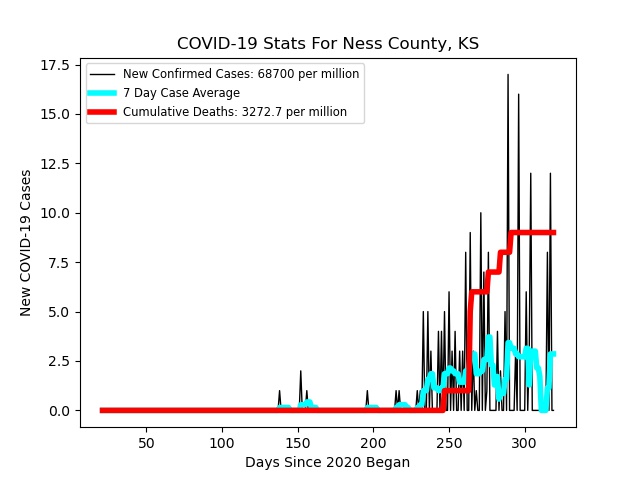 COVID-19 Stats For Ness County, KS
New Confirmed Cases: 68700 per million
7 Day Case Average
Cumulative Deaths: 3272.7 per million
New COVID-19 Cases
17.5
15.0
12.5
10.0
7.5
5.0
2.5
0.0
50 100 150 200 250 300
Days Since 2020 Began